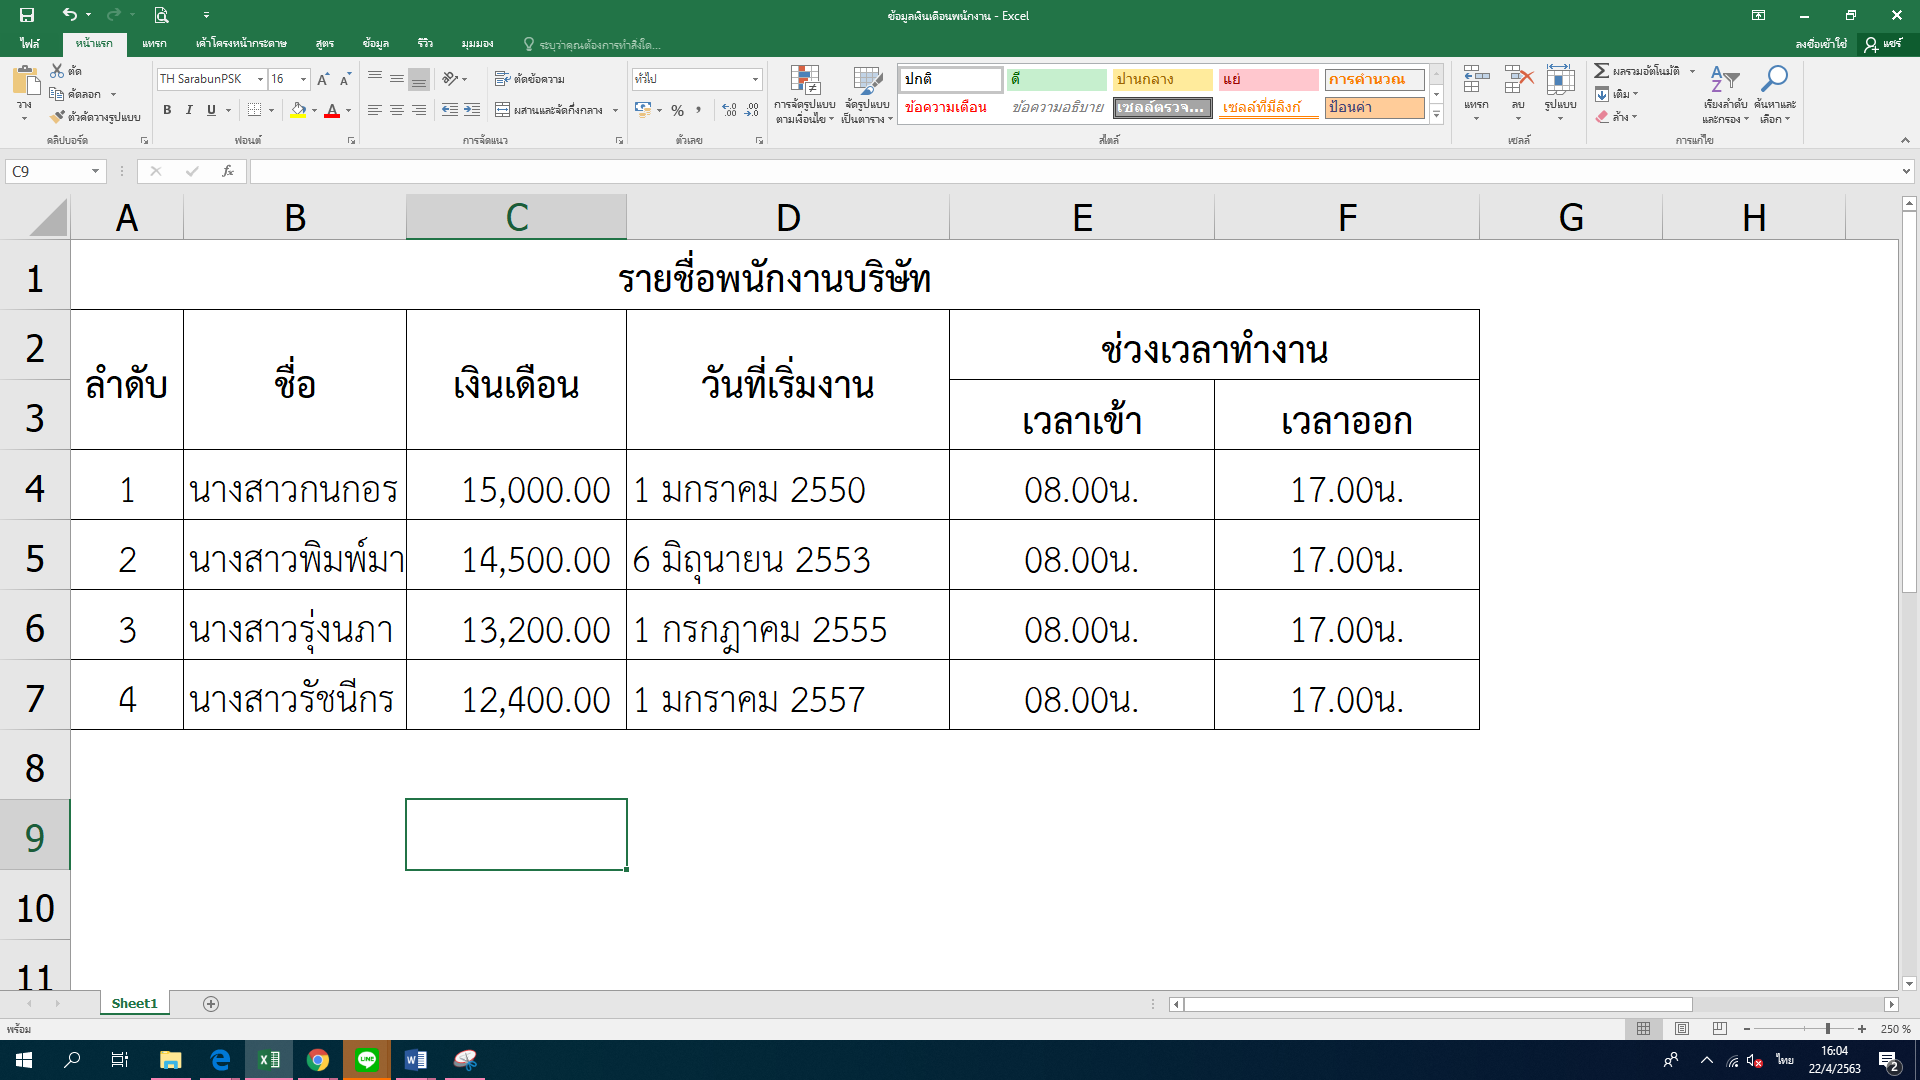 ข้อมูลเงินเดือนพนักงาน - Excel
ไฟล์ หน้าแรก แทรก เค้าโครงหน้ากระดาษ สูตร ข้อมูล รีวิว มุมมอง ระบุว่าคุณต้องการทำสิ่งใด... ลงชื่อเข้าใช้ แชร์
วาง ตัด คัดลอก ตัวคัดวางรูปแบบ คลิปบอร์ด
TH SarabunPSK 16 B I U ฟอนต์
ตัดข้อความ ผสานและจัดกึ่งกลาง การจัดแนว
ทั่วไป % , ตัวเลข
การจัดรูปแบบตามเงื่อนไข จัดรูปแบบเป็นตาราง
ปกติ ดี ปานกลาง แย่ การคำนวณ
ข้อความเตือน ข้อความอธิบาย เซลล์ตรวจ... เซลล์ที่มีลิงก์ ป้อนค่า
สไตล์
แทรก ลบ รูปแบบ เซลล์
ผลรวมอัตโนมัติ เติม ล้าง เรียงลำดับและกรอง ค้นหาและเลือก การแก้ไข
C9 fx
A B C D E F G H
1 รายชื่อพนักงานบริษัท
2 ลำดับ ชื่อ เงินเดือน วันที่เริ่มงาน ช่วงเวลาทำงาน
3 เวลาเข้า เวลาออก
4 1 นางสาวกนกอร 15,000.00 1 มกราคม 2550 08.00น. 17.00น.
5 2 นางสาวพิมพ์มา 14,500.00 6 มิถุนายน 2553 08.00น. 17.00น.
6 3 นางสาวรุ่งนภา 13,200.00 1 กรกฎาคม 2555 08.00น. 17.00น.
7 4 นางสาวรัชนีกร 12,400.00 1 มกราคม 2557 08.00น. 17.00น.
8
9
10
11
Sheet1
พร้อม 250 %
ไทย 16:04
22/4/2563 2